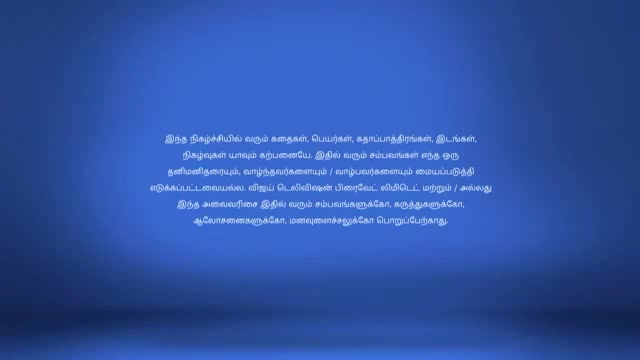 இந்த நிகழ்ச்சியில் வரும் கதைகள், பெயர்கள், கதாப்பாத்திரங்கள், இடங்கள்,
நிகழ்வுகள் யாவும் கற்பனையே. இதில் வரும் சம்பவங்கள் எந்த ஒரு
தனிமனிதரையும், வாழ்ந்தவர்களையும் / வாழ்பவர்களையும் மையப்படுத்தி
எடுக்கப்பட்டவையல்ல. விஜய் டெலிவிஷன் பிரைவேட் லிமிடெட் மற்றும் / அல்லது
இந்த அலைவரிசை இதில் வரும் சம்பவங்களுக்கோ, கருத்துகளுக்கோ,
ஆலோசனைகளுக்கோ, மனவுளைச்சலுக்கோ பொறுப்பேற்காது.